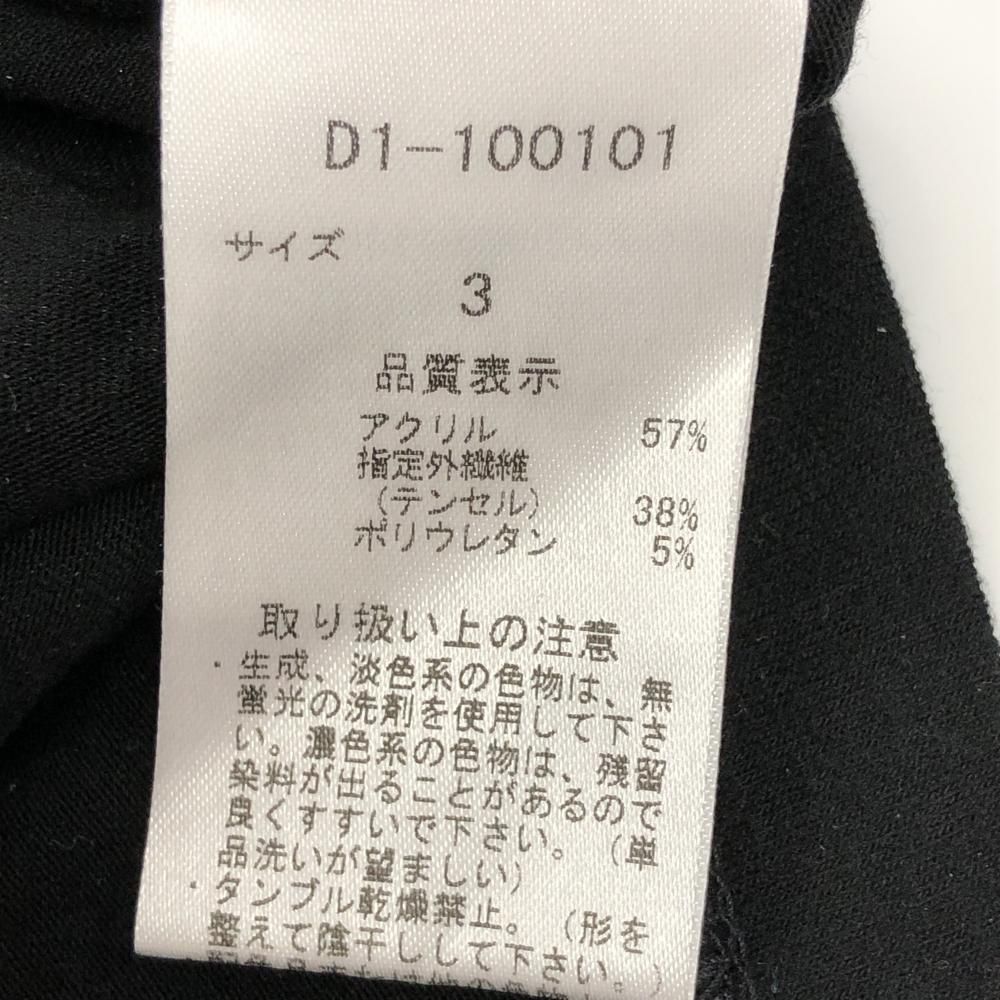 D1-100101
サイズ
3
品質表示
アクリル 57%
指定外繊維
(テンセル) 38%
ポリウレタン 5%
取り扱い上の注意
・生成、淡色系の色物は、無
蛍光の洗剤を使用して下さ
い。濃色系の色物は、残留
染料が出ることがあるので
良くすすいで下さい。(単
品洗いが望ましい)
・タンブル乾燥禁止。(形を
整えて陰干しして下さい。)